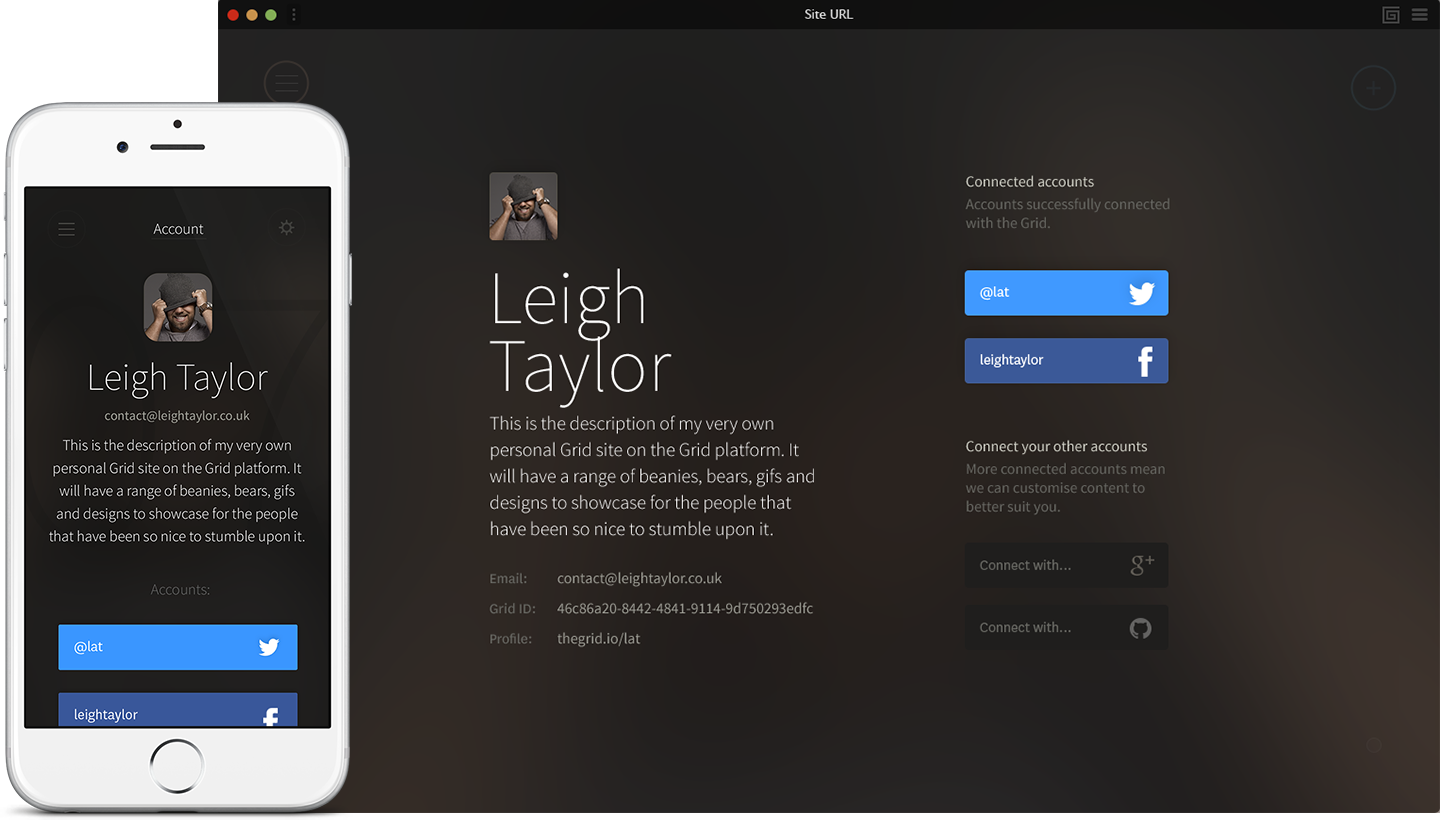 Site URL
Account
Leigh Taylor
contact@leightaylor.co.uk
This is the description of my very own
personal Grid site on the Grid platform. It
will have a range of beanies, bears, gifs
and designs to showcase for the people
that have been so nice to stumble upon it.
Accounts:
@lat
leightaylor
Leigh
Taylor
This is the description of my very own
personal Grid site on the Grid platform. It
will have a range of beanies, bears, gifs and
designs to showcase for the people that
have been so nice to stumble upon it.
Email: contact@leightaylor.co.uk
Grid ID: 46c86a20-8442-4841-9114-9d750293edfc
Profile: thegrid.io/lat
Connected accounts
Accounts successfully connected
with the Grid.
@lat
leightaylor
Connect your other accounts
More connected accounts mean
we can customise content to
better suit you.
Connect with...
Connect with...